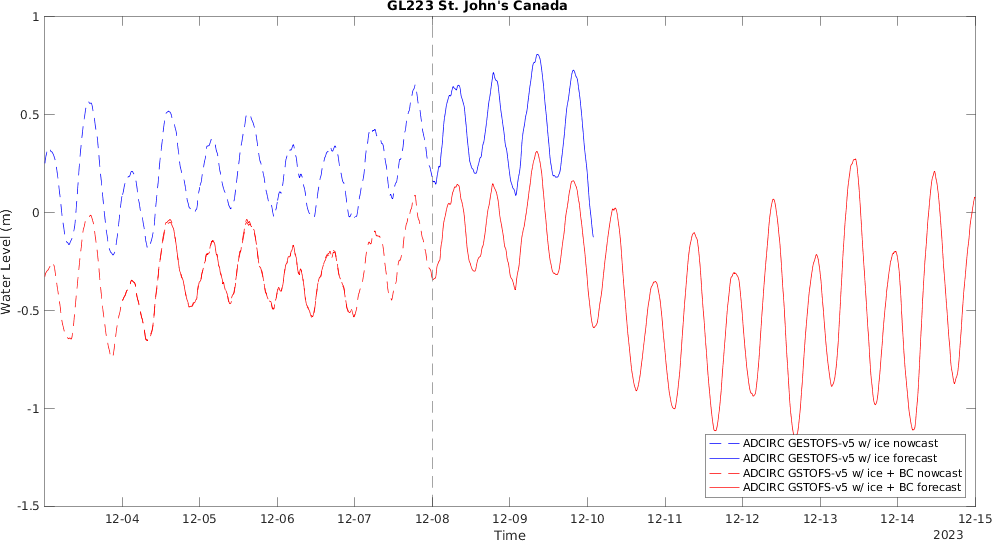 GL223 St. John's Canada
Water Level (m)
1
0.5
0
-0.5
-1
-1.5
12-04 12-05 12-06 12-07 12-08 12-09 12-10 12-11 12-12 12-13 12-14 12-15
Time
2023
ADCIRC GESTOFS-v5 w/ ice nowcast
ADCIRC GESTOFS-v5 w/ ice forecast
ADCIRC GSTOFS-v5 w/ ice + BC nowcast
ADCIRC GSTOFS-v5 w/ ice + BC forecast